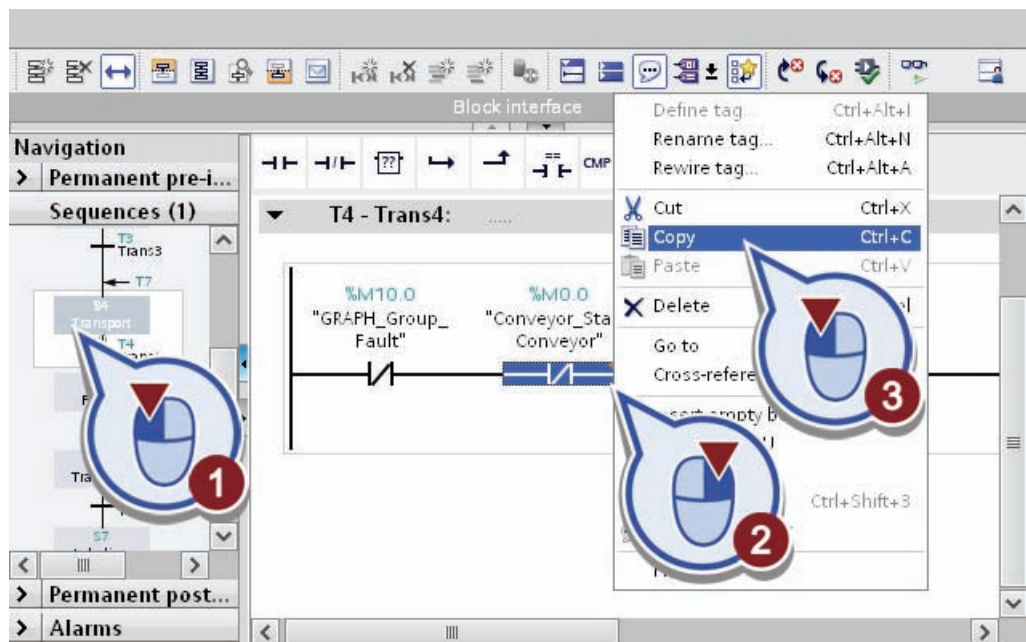 Block interface
Navigation
Permanent pre-i...
Sequences (1)
T3
Trans3
T7
S4
Transport
T4
S7
Permanent post...
Alarms
??
==
CMP
T4 - Trans4: .....
%M10.0
"GRAPH_Group_
Fault"
%M0.0
"Conveyor_Sta
Conveyor"
Define tag... Ctrl+Alt+I
Rename tag... Ctrl+Alt+N
Rewire tag... Ctrl+Alt+A
Cut Ctrl+X
Copy Ctrl+C
Paste Ctrl+V
Delete
Go to
Cross-refere
Ctrl+Shift+3
1
2
3